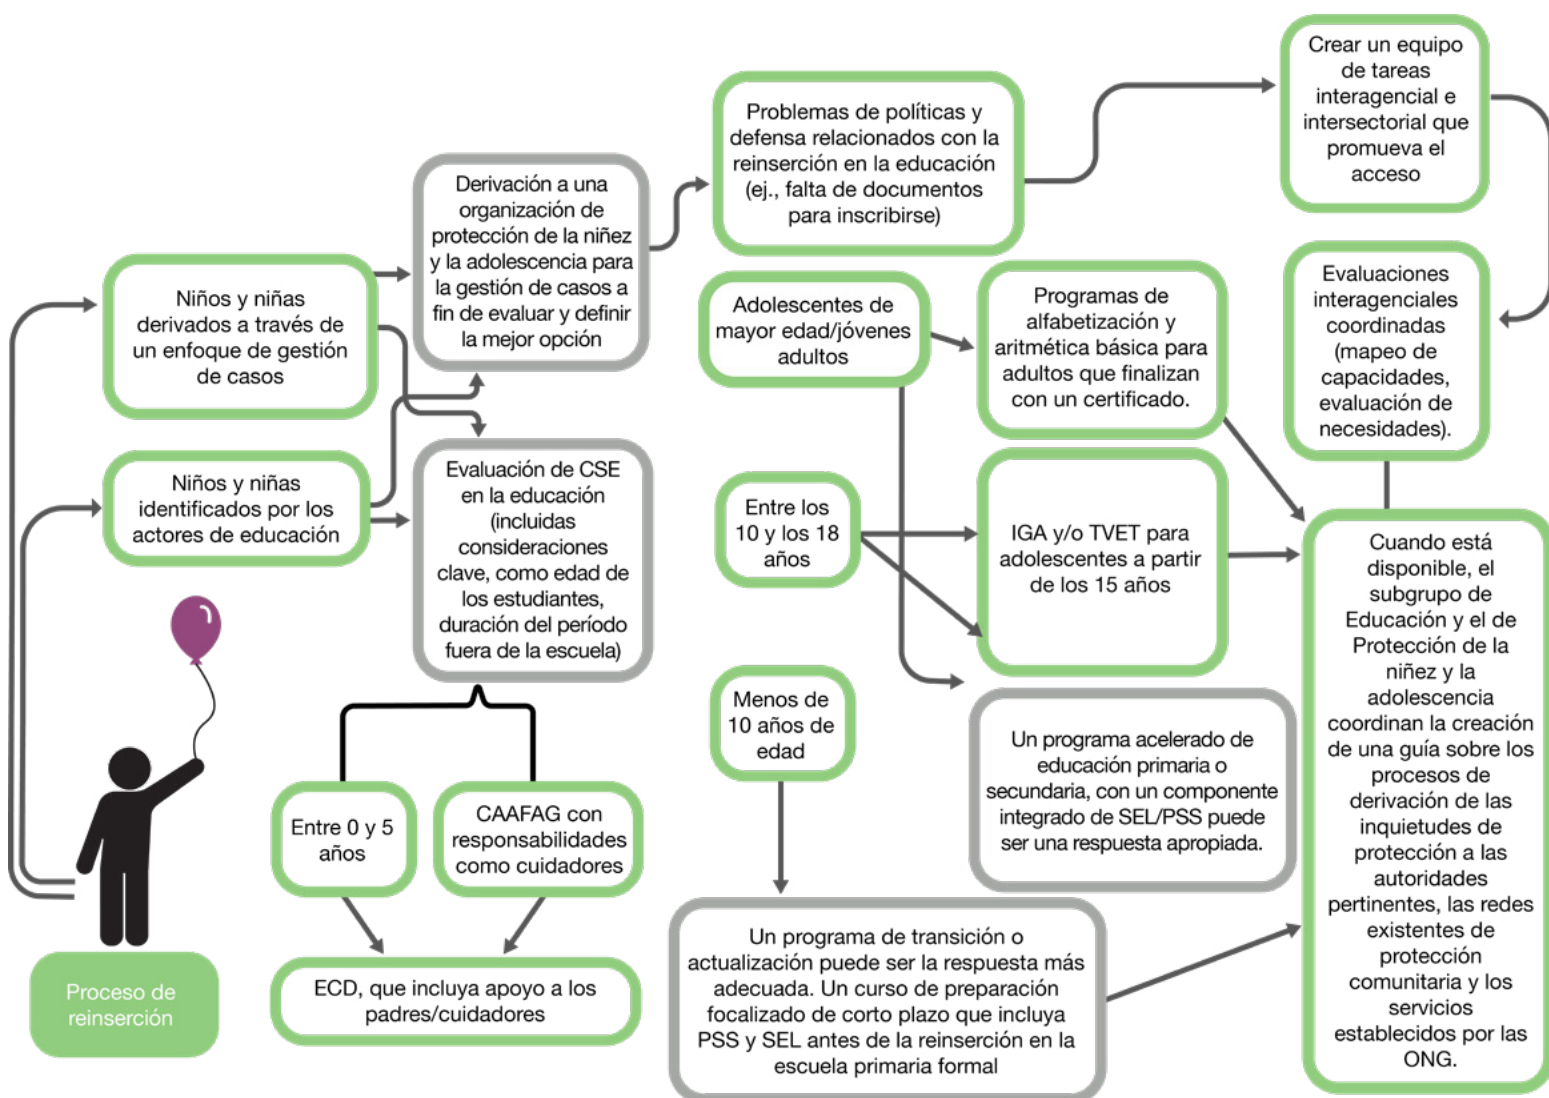 Niños y niñas
derivados a través de
un enfoque de gestión
de casos
Niños y niñas
identificados por los
actores de educación
Proceso de
reinserción
Derivación a una
organización de
protección de la niñez
y la adolescencia para
la gestión de casos a
fin de evaluar y definir
la mejor opción
Evaluación de CSE
en la educación
(incluidas
consideraciones
clave, como edad de
los estudiantes,
duración del período
fuera de la escuela)
Entre 0 y 5
años
CAAFAG con
responsabilidades
como cuidadores
ECD, que incluya apoyo a los
padres/cuidadores
Problemas de políticas y
defensa relacionados con la
reinserción en la educación
(ej., falta de documentos
para inscribirse)
Adolescentes de
mayor edad/jóvenes
adultos
Programas de
alfabetización y
aritmética básica para
adultos que finalizan
con un certificado.
Entre los
10 y los 18
años
IGA y/o TVET para
adolescentes a partir
de los 15 años
Menos de
10 años de
edad
Un programa acelerado de
educación primaria o
secundaria, con un componente
integrado de SEL/PSS puede
ser una respuesta apropiada.
Un programa de transición o
actualización puede ser la respuesta más
adecuada. Un curso de preparación
focalizado de corto plazo que incluya
PSS y SEL antes de la reinserción en la
escuela primaria formal
Crear un equipo
de tareas
interagencial e
intersectorial que
promueva el
acceso
Evaluaciones
interagenciales
coordinadas
(mapeo de
capacidades,
evaluación de
necesidades).
Cuando está
disponible, el
subgrupo de
Educación y el de
Protección de la
niñez y la
adolescencia
coordinan la creación
de una guía sobre los
procesos de
derivación de las
inquietudes de
protección a las
autoridades
pertinentes, las redes
existentes de
protección
comunitaria y los
servicios
establecidos por las
ONG.